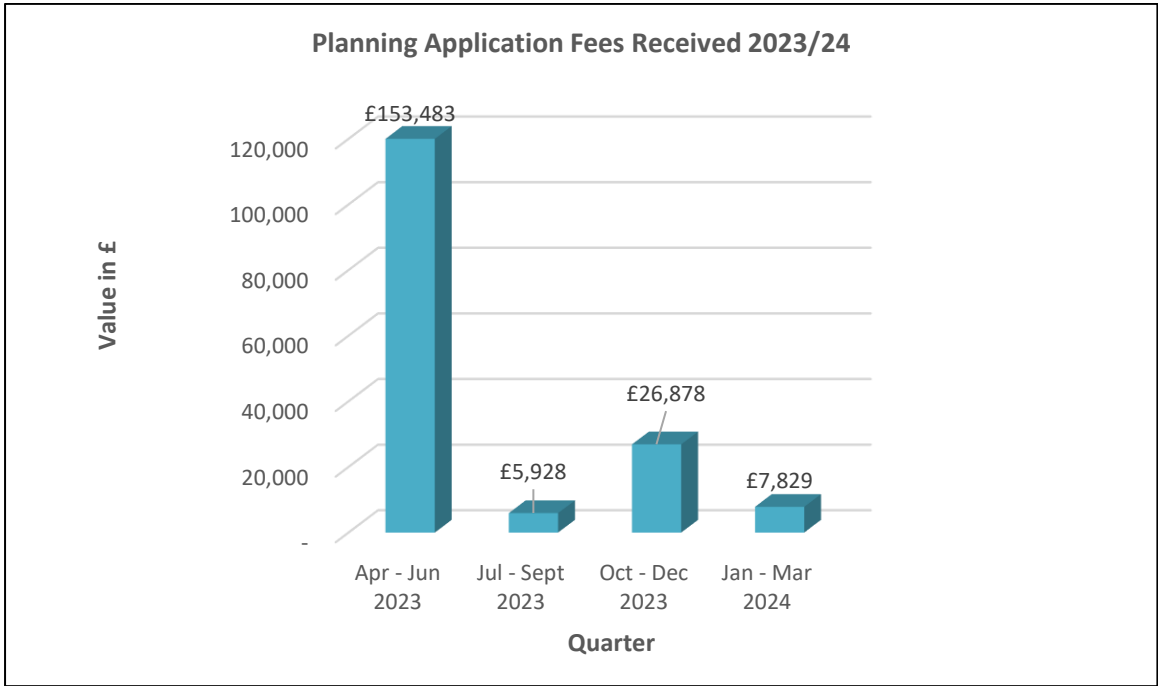 Planning Application Fees Received 2023/24
£153,483
120,000
100,000
80,000
60,000
40,000
20,000
-
Value in £
£5,928
£26,878
£7,829
Apr - Jun
2023
Jul - Sept
2023
Oct - Dec
2023
Jan - Mar
2024
Quarter